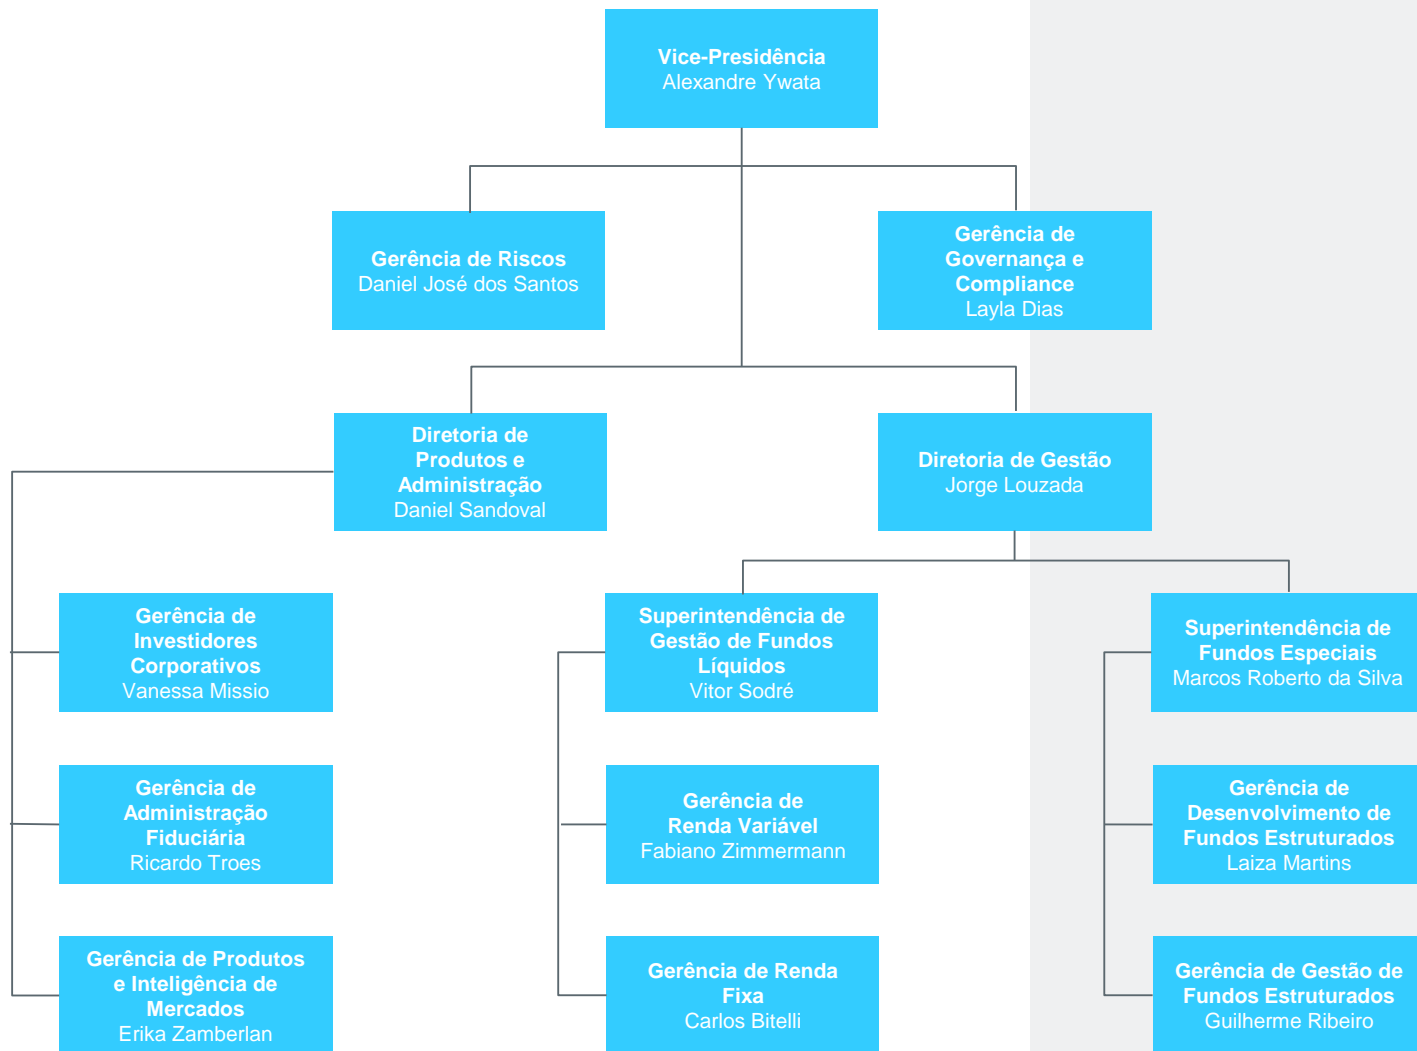 Vice-Presidência
Alexandre Ywata
Gerência de Riscos
Daniel José dos Santos
Gerência de
Governança e
Compliance
Layla Dias
Diretoria de
Produtos e
Administração
Daniel Sandoval
Diretoria de Gestão
Jorge Louzada
Gerência de
Investidores
Corporativos
Vanessa Missio
Superintendência de
Gestão de Fundos
Líquidos
Vitor Sodré
Superintendência de
Fundos Especiais
Marcos Roberto da Silva
Gerência de
Administração
Fiduciária
Ricardo Troes
Gerência de
Renda Variável
Fabiano Zimmermann
Gerência de
Desenvolvimento de
Fundos Estruturados
Laiza Martins
Gerência de Produtos
e Inteligência de
Mercados
Erika Zamberlan
Gerência de Renda
Fixa
Carlos Bitelli
Gerência de Gestão de
Fundos Estruturados
Guilherme Ribeiro